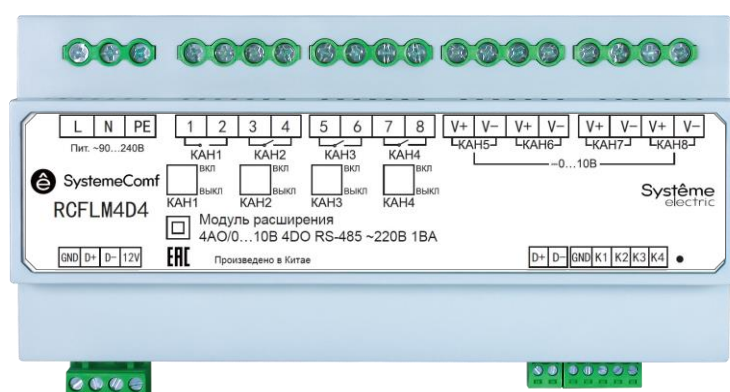 L N PE 1 2 3 4 5 6 7 8 V+ V- V+ V- V+ V- V+ V-
Пит. ~90...240В КАН1 КАН2 КАН3 КАН4 КАН5 КАН6 КАН7 КАН8
⎓0...10В
ê SystemeComf
ВКЛ ВКЛ ВКЛ ВКЛ
ВЫКЛ ВЫКЛ ВЫКЛ ВЫКЛ
КАН1 КАН2 КАН3 КАН4
Systême
electric
RCFLM4D4
Модуль расширения
4АО/0...10В 4DO RS-485 ~220В 1ВА
GND D+ D- 12V
EAC Произведено в Китае
D+ D- GND K1 K2 K3 K4